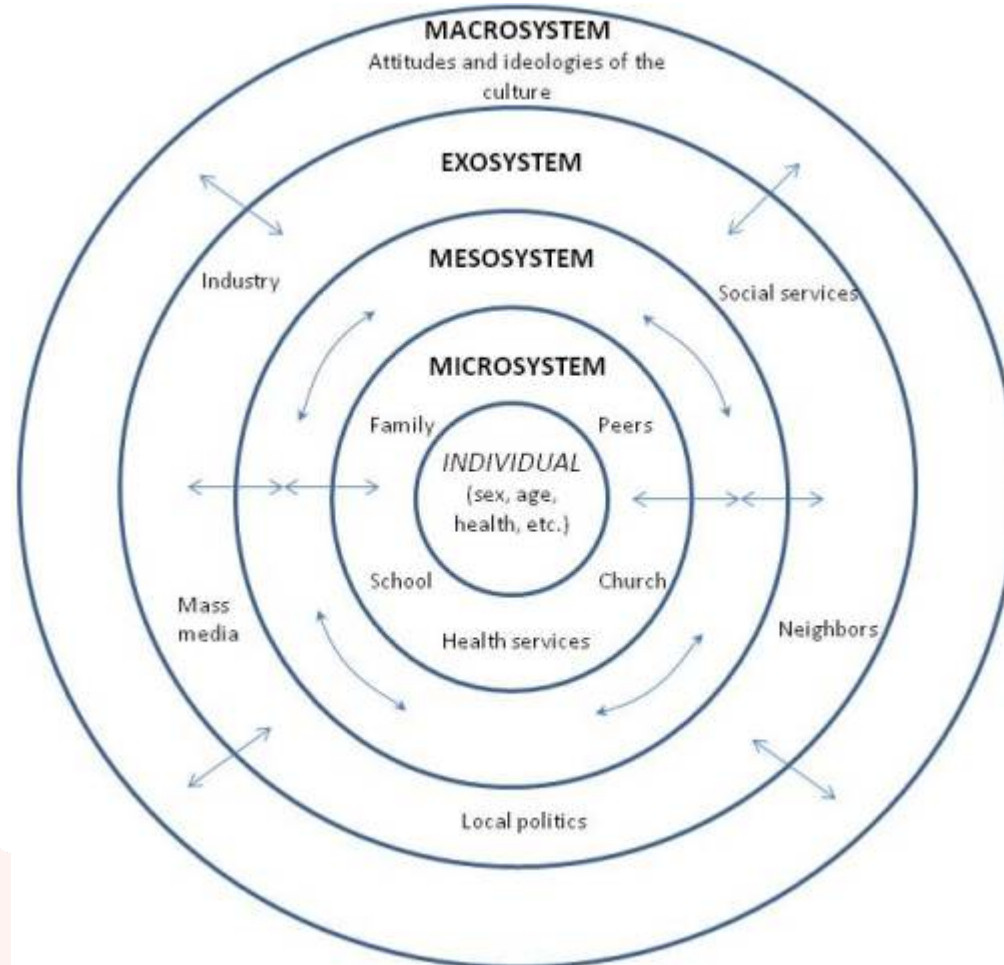 MACROSYSTEM
Attitudes and ideologies of the
culture
EXOSYSTEM
MESOSYSTEM
Industry
Social services
MICROSYSTEM
Family
Peers
INDIVIDUAL
(sex, age,
health, etc.)
School
Church
Mass
media
Neighbors
Health services
Local politics